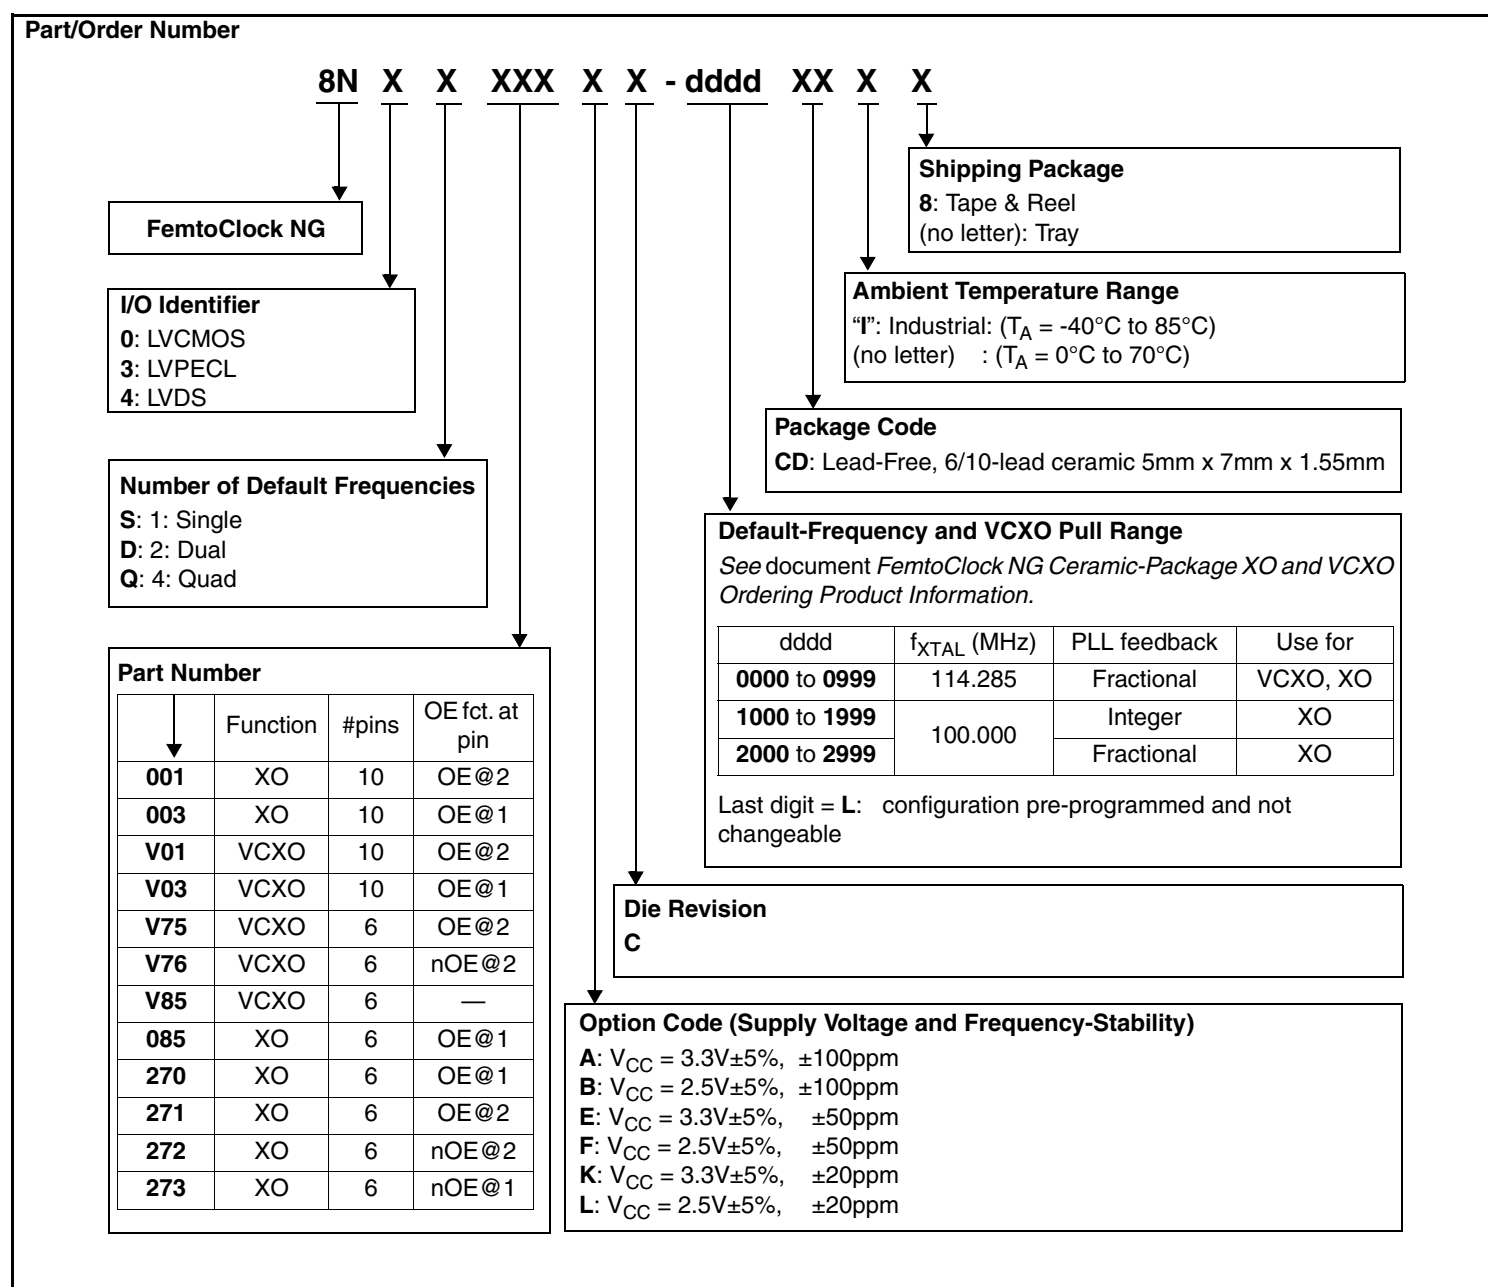 Part/Order Number
8N X X XXX X X - dddd XX X X
Shipping Package
8: Tape & Reel
(no letter): Tray
FemtoClock NG
Ambient Temperature Range
“I”: Industrial: (TA = -40°C to 85°C)
(no letter) : (TA = 0°C to 70°C)
I/O Identifier
0: LVCMOS
3: LVPECL
4: LVDS
Package Code
CD: Lead-Free, 6/10-lead ceramic 5mm x 7mm x 1.55mm
Number of Default Frequencies
S: 1: Single
D: 2: Dual
Q: 4: Quad
Default-Frequency and VCXO Pull Range
See document FemtoClock NG Ceramic-Package XO and VCXO
Ordering Product Information.
dddd fXTAL (MHz) PLL feedback Use for
0000 to 0999 114.285 Fractional VCXO, XO
1000 to 1999 100.000 Integer XO
2000 to 2999 Fractional XO
Last digit = L: configuration pre-programmed and not
changeable
Part Number
Function #pins OE fct. at
pin
001 XO 10 OE@2
003 XO 10 OE@1
V01 VCXO 10 OE@2
V03 VCXO 10 OE@1
V75 VCXO 6 OE@2
V76 VCXO 6 nOE@2
V85 VCXO 6 —
085 XO 6 OE@1
270 XO 6 OE@1
271 XO 6 OE@2
272 XO 6 nOE@2
273 XO 6 nOE@1
Die Revision
C
Option Code (Supply Voltage and Frequency-Stability)
A: VCC = 3.3V±5%, ±100ppm
B: VCC = 2.5V±5%, ±100ppm
E: VCC = 3.3V±5%, ±50ppm
F: VCC = 2.5V±5%, ±50ppm
K: VCC = 3.3V±5%, ±20ppm
L: VCC = 2.5V±5%, ±20ppm